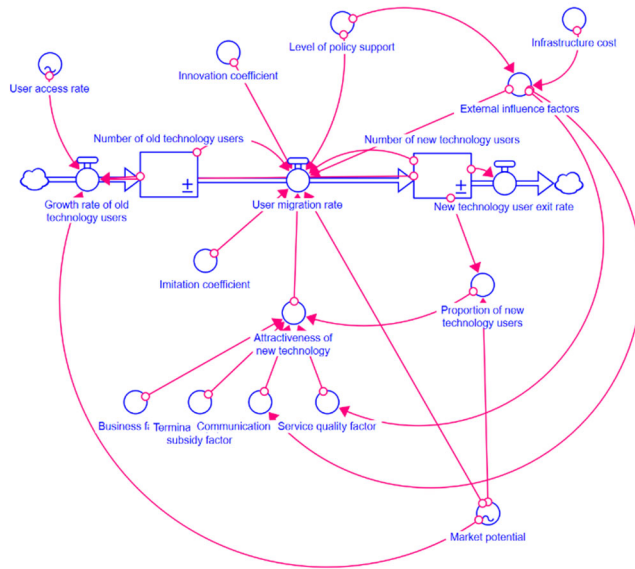 Infrastructure cost
Level of policy support
Innovation coefficient
User access rate
External influence factors
Number of old technology users
Number of new technology users
Growth rate of old
technology users
User migration rate
New technology user exit rate
Imitation coefficient
Proportion of new
technology users
Attractiveness of
new technology
Business f
Termina
Communication
Service quality factor
subsidy factor
Market potential